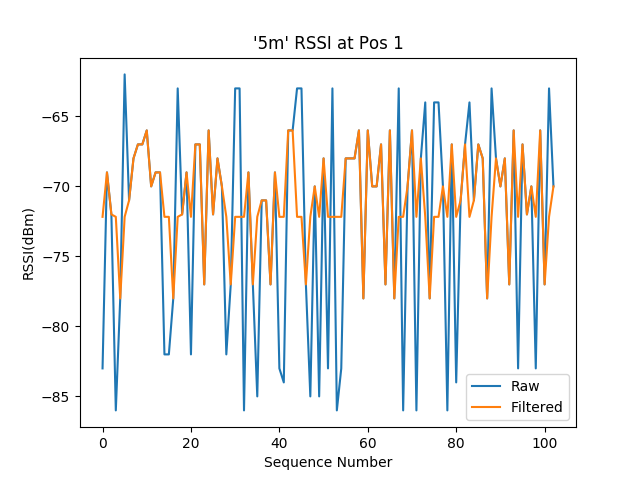 '5m' RSSI at Pos 1
RSSI(dBm)
−65
−70
−75
−80
−85
0 20 40 60 80 100
Sequence Number
Raw
Filtered